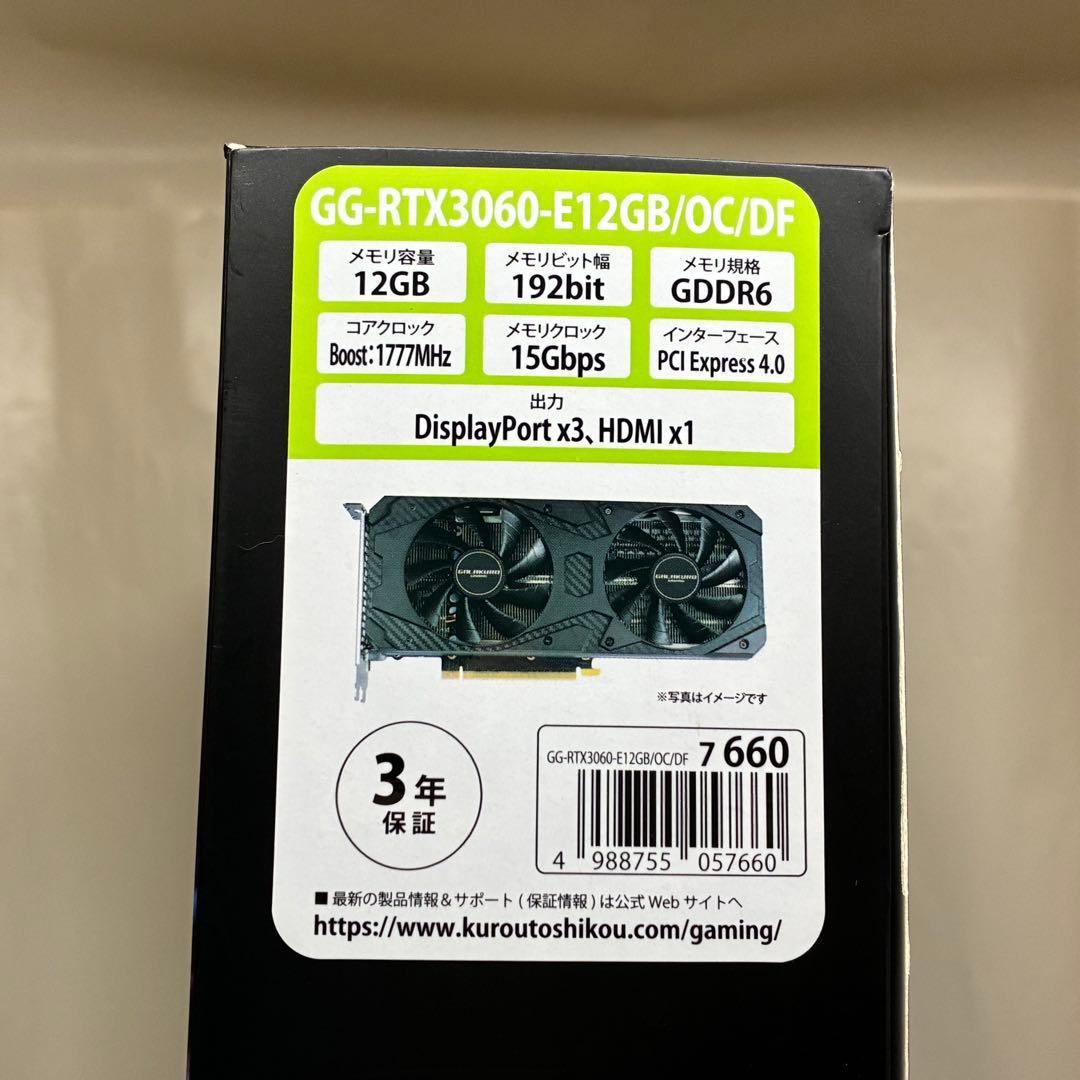 GG-RTX3060-E12GB/OC/DF
メモリ容量
12GB
メモリビット幅
192bit
メモリ規格
GDDR6
コアクロック
Boost:1777MHz
メモリクロック
15Gbps
インターフェース
PCI Express 4.0
出力
DisplayPort x3、HDMI x1
GALAKURO
GALAKURO
※写真はイメージです
3年
保証
GG-RTX3060-E12GB/OC/DF 7 660
4 988755 057660
■ 最新の製品情報&サポート(保証情報)は公式 Web サイトへ
https://www.kuroutoshikou.com/gaming/